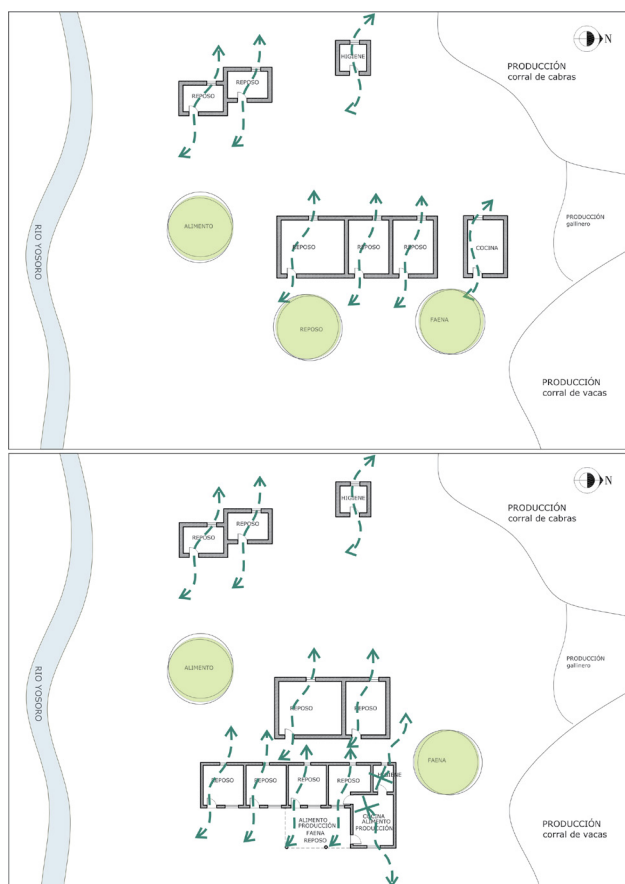 N
PRODUCCIÓN
corral de cabras
HIGIENE
REPOSO
REPOSO
RIO YOSORO
ALIMENTO
PRODUCCIÓN
gallinero
REPOSO
REPOSO
REPOSO
COCINA
REPOSO
FAENA
PRODUCCIÓN
corral de vacas
N
PRODUCCIÓN
corral de cabras
HIGIENE
REPOSO
REPOSO
RIO YOSORO
ALIMENTO
PRODUCCIÓN
gallinero
REPOSO
REPOSO
FAENA
REPOSO
REPOSO
REPOSO
REPOSO
HIGIENE
ALIMENTO
PRODUCCIÓN
FAENA
REPOSO
COCINA
ALIMENTO
PRODUCCIÓN
PRODUCCIÓN
corral de vacas